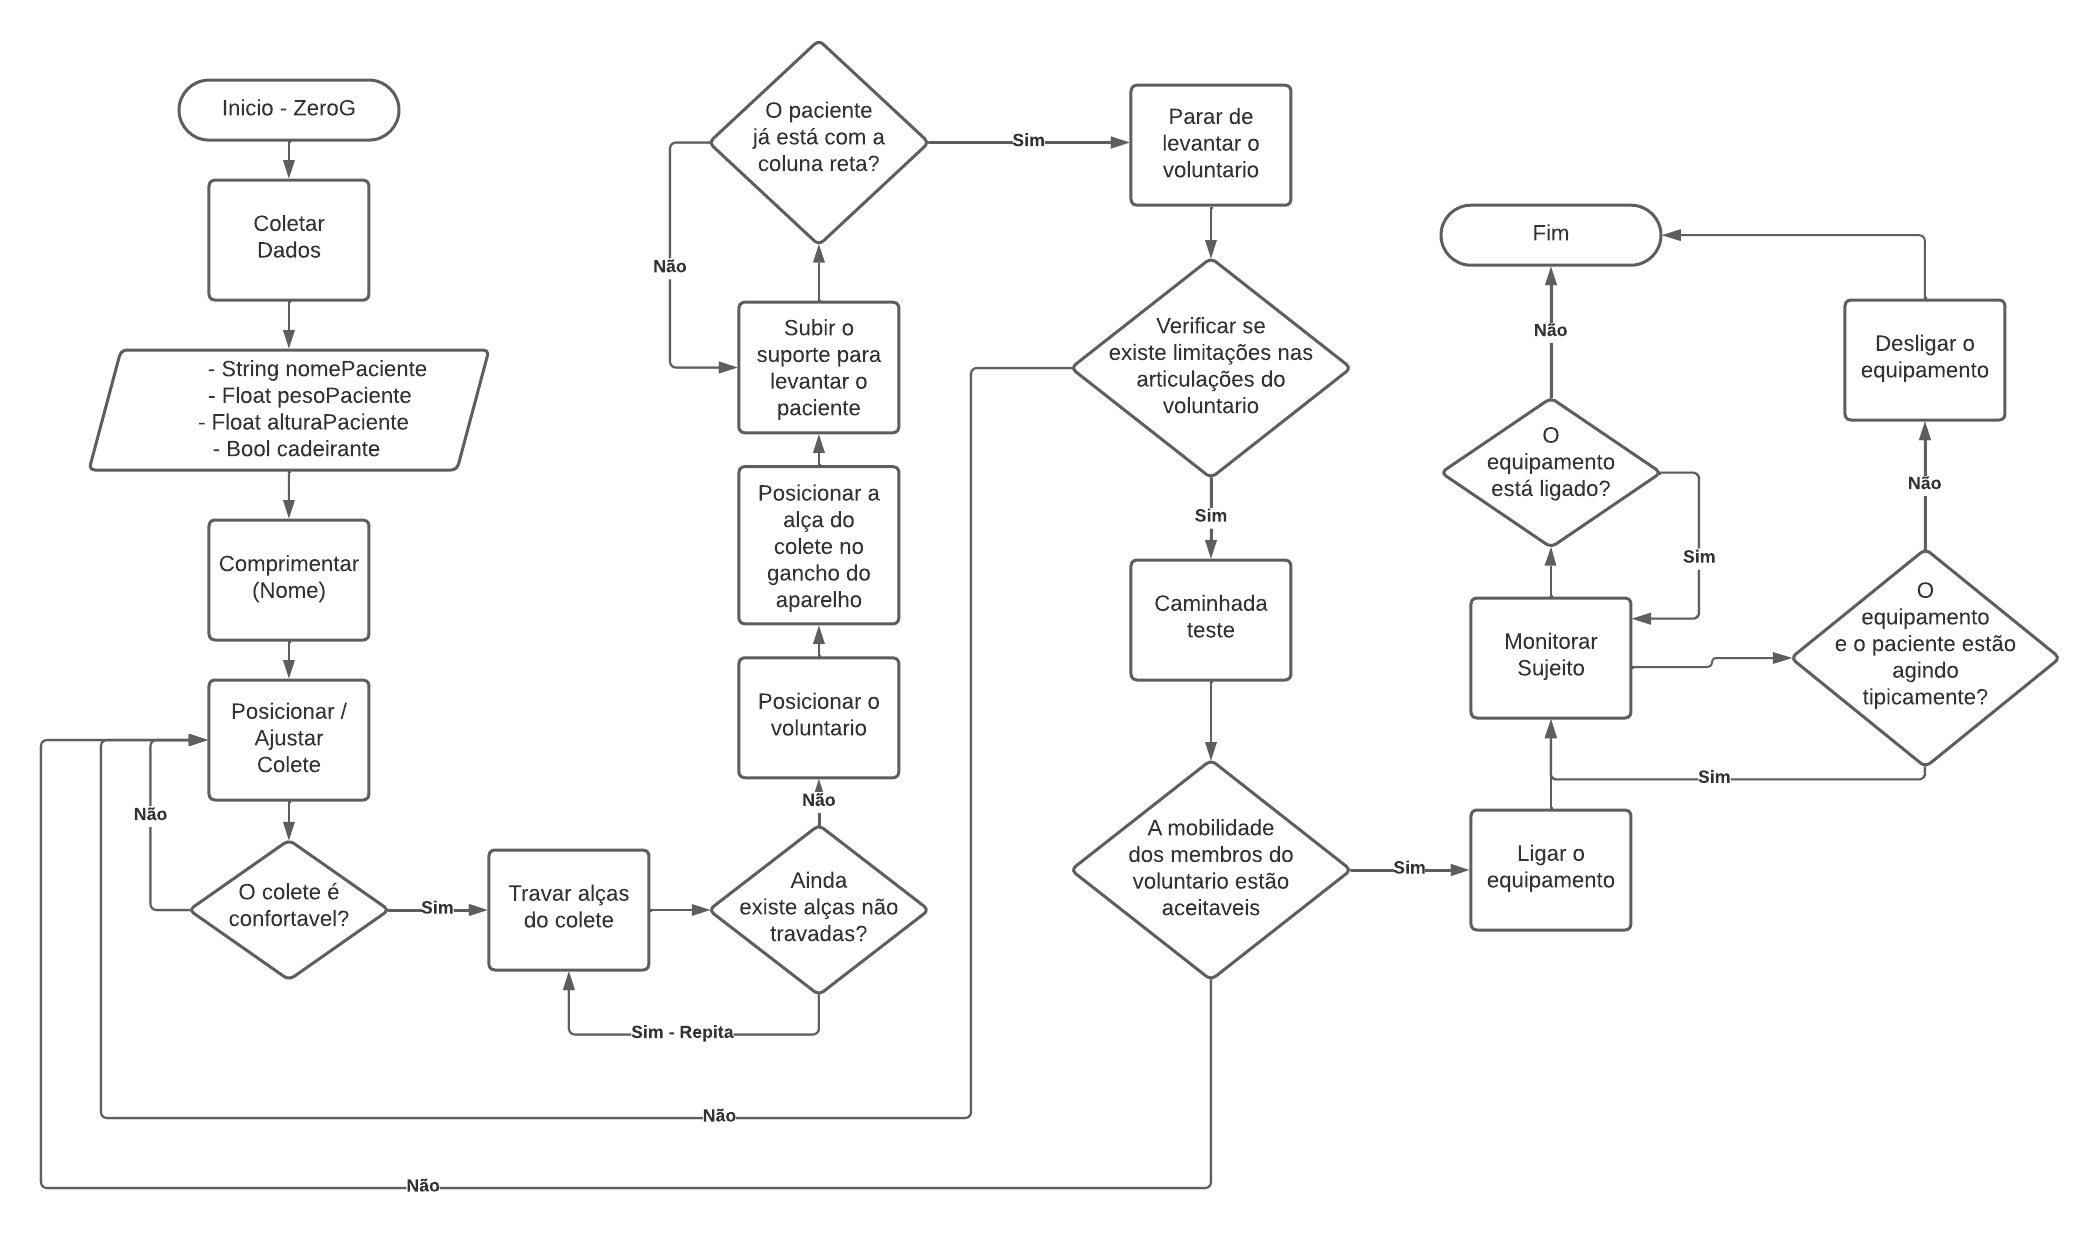 Inicio - ZeroG
Coletar
Dados
- String nomePaciente
- Float pesoPaciente
- Float alturaPaciente
- Bool cadeirante
Comprimentar
(Nome)
Posicionar /
Ajustar
Colete
Não
O colete é
confortavel?
Sim
Travar alças
do colete
Ainda
existe alças não
travadas?
Sim - Repita
Não
Posicionar o
voluntario
Posicionar a
alça do
colete no
gancho do
aparelho
Subir o
suporte para
levantar o
paciente
O paciente
já está com a
coluna reta?
Não
Sim
Parar de
levantar o
voluntario
Verificar se
existe limitações nas
articulações do
voluntario
Não
Sim
Caminhada
teste
A mobilidade
dos membros do
voluntario estão
aceitaveis
Não
Sim
Ligar o
equipamento
Monitorar
Sujeito
O
equipamento
está ligado?
Sim
Não
Fim
O
equipamento
e o paciente estão
agindo
tipicamente?
Sim
Não
Desligar o
equipamento